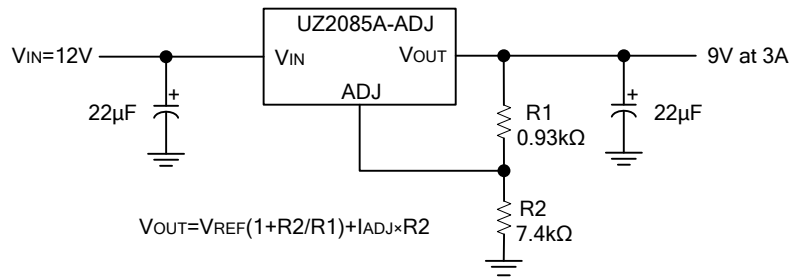 UZ2085A-ADJ
VIN=12V
VIN
VOUT
9V at 3A
ADJ
+
22µF
R1
0.93kΩ
+
22µF
VOUT=VREF(1+R2/R1)+IADJ×R2
R2
7.4kΩ